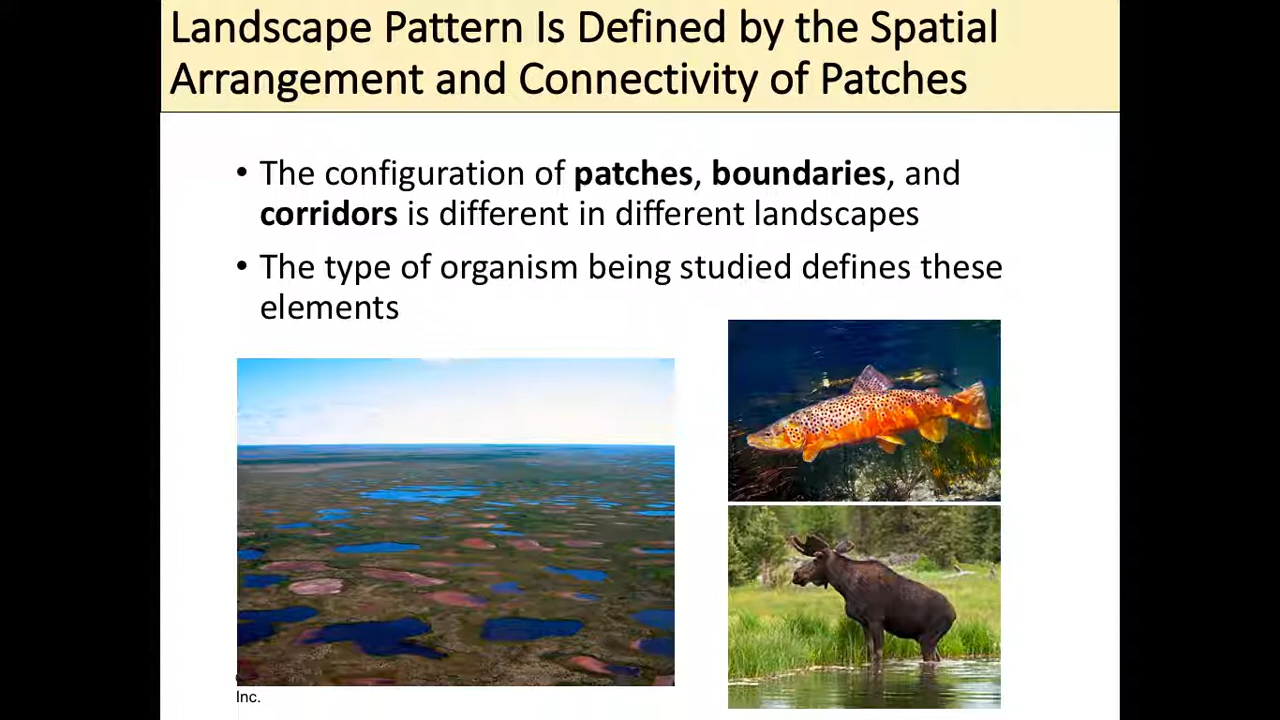 Landscape Pattern Is Defined by the Spatial
Arrangement and Connectivity of Patches
• The configuration of patches, boundaries, and
corridors is different in different landscapes
• The type of organism being studied defines these
elements
Inc.